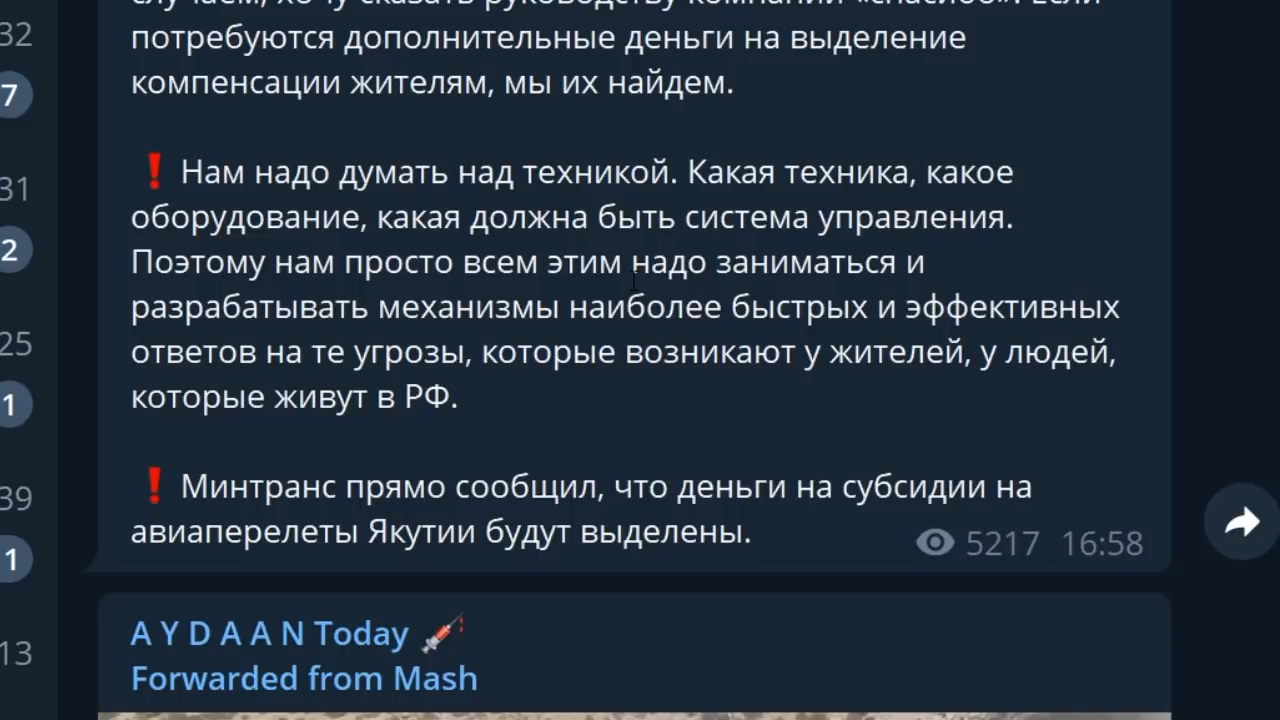 32
7
31
2
25
1
39
1
13
потребуются дополнительные деньги на выделение
компенсации жителям, мы их найдем.
❗ Нам надо думать над техникой. Какая техника, какое
оборудование, какая должна быть система управления.
Поэтому нам просто всем этим надо заниматься и
разрабатывать механизмы наиболее быстрых и эффективных
ответов на те угрозы, которые возникают у жителей, у людей,
которые живут в РФ.
❗ Минтранс прямо сообщил, что деньги на субсидии на
авиаперелеты Якутии будут выделены.
5217 16:58
A Y D A A N Today
Forwarded from Mash